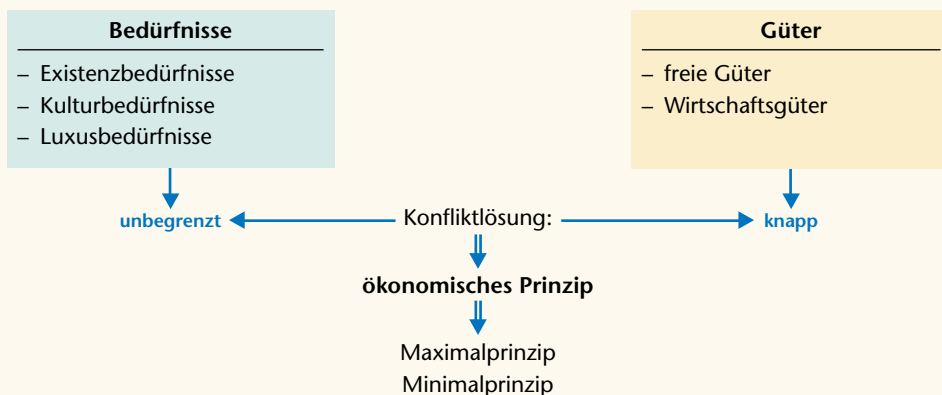 Bedürfnisse
– Existenzbedürfnisse
– Kulturbedürfnisse
– Luxusbedürfnisse
Güter
– freie Güter
– Wirtschaftsgüter
unbegrenzt
Konfliktlösung:
knapp
ökonomisches Prinzip
Maximalprinzip
Minimalprinzip